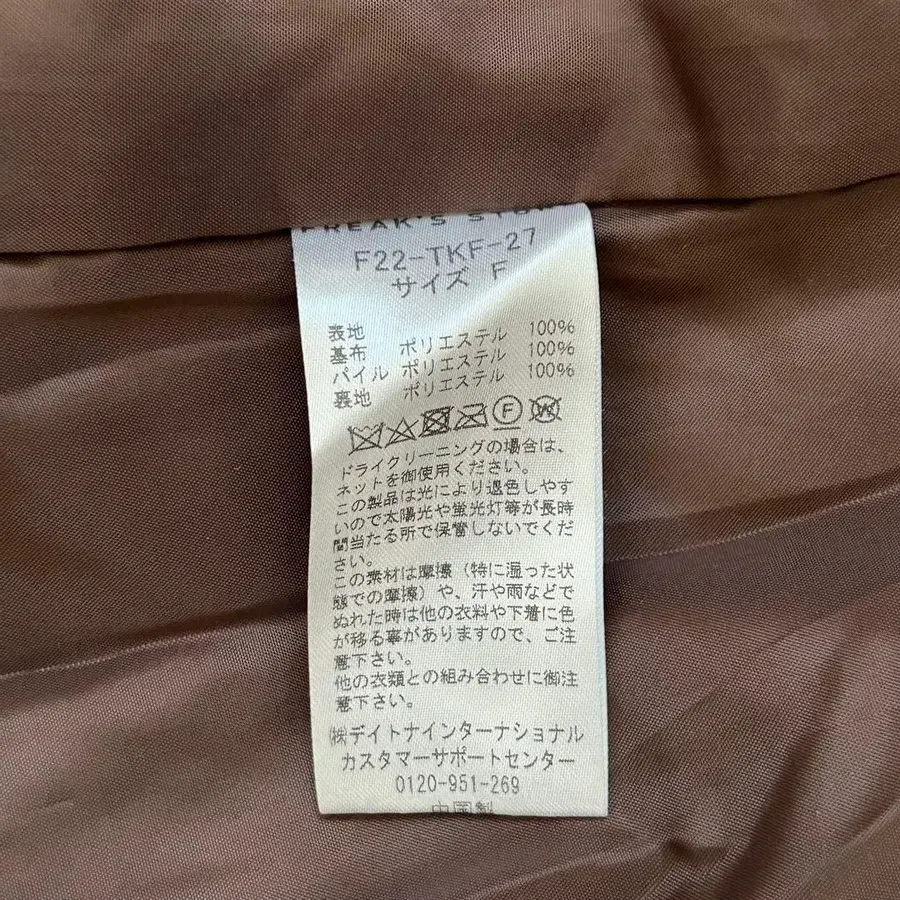 FREAK'S STO
F22-TKF-27
サイズ F
表地
基布 ポリエステル 100%
パイル ポリエステル 100%
裏地 ポリエステル 100%
F W
ドライクリーニングの場合は、
ネットを御使用ください。
この製品は光により退色しやす
いので太陽光や蛍光灯等が長時
間当たる所で保管しないでくだ
さい。
この素材は摩擦（特に湿った状
態での摩擦）や、汗や雨などで
ぬれた時は他の衣料や下着に色
が移る事がありますので、ご注
意下さい。
他の衣類との組み合わせに御注
意下さい。
㈱デイトナインターナショナル
カスタマーサポートセンター
0120-951-269
中国製